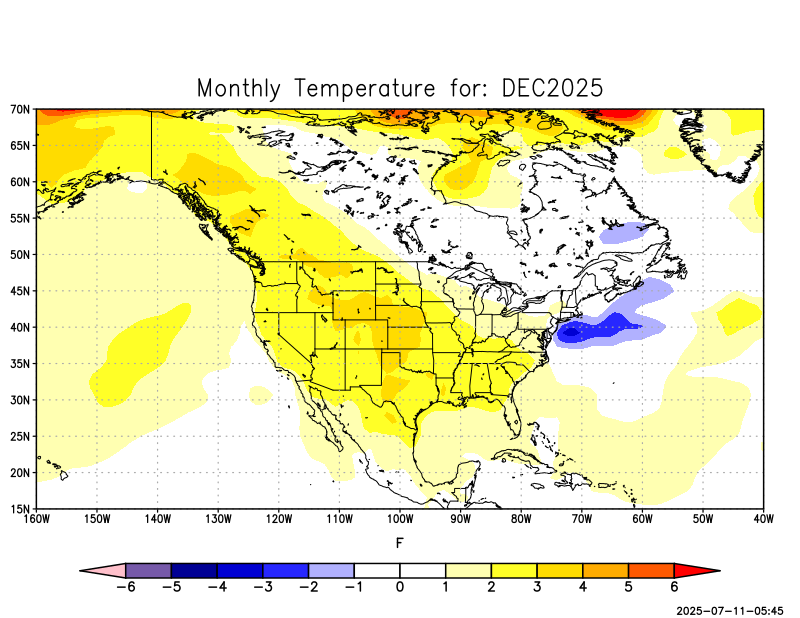 Monthly Temperature for: DEC2025
70N
65N
60N
55N
50N
45N
40N
35N
30N
25N
20N
15N
160W 150W 140W 130W 120W 110W 100W 90W 80W 70W 60W 50W 40W
F
−6 −5 −4 −3 −2 −1 0 1 2 3 4 5 6
2025-07-11-05:45